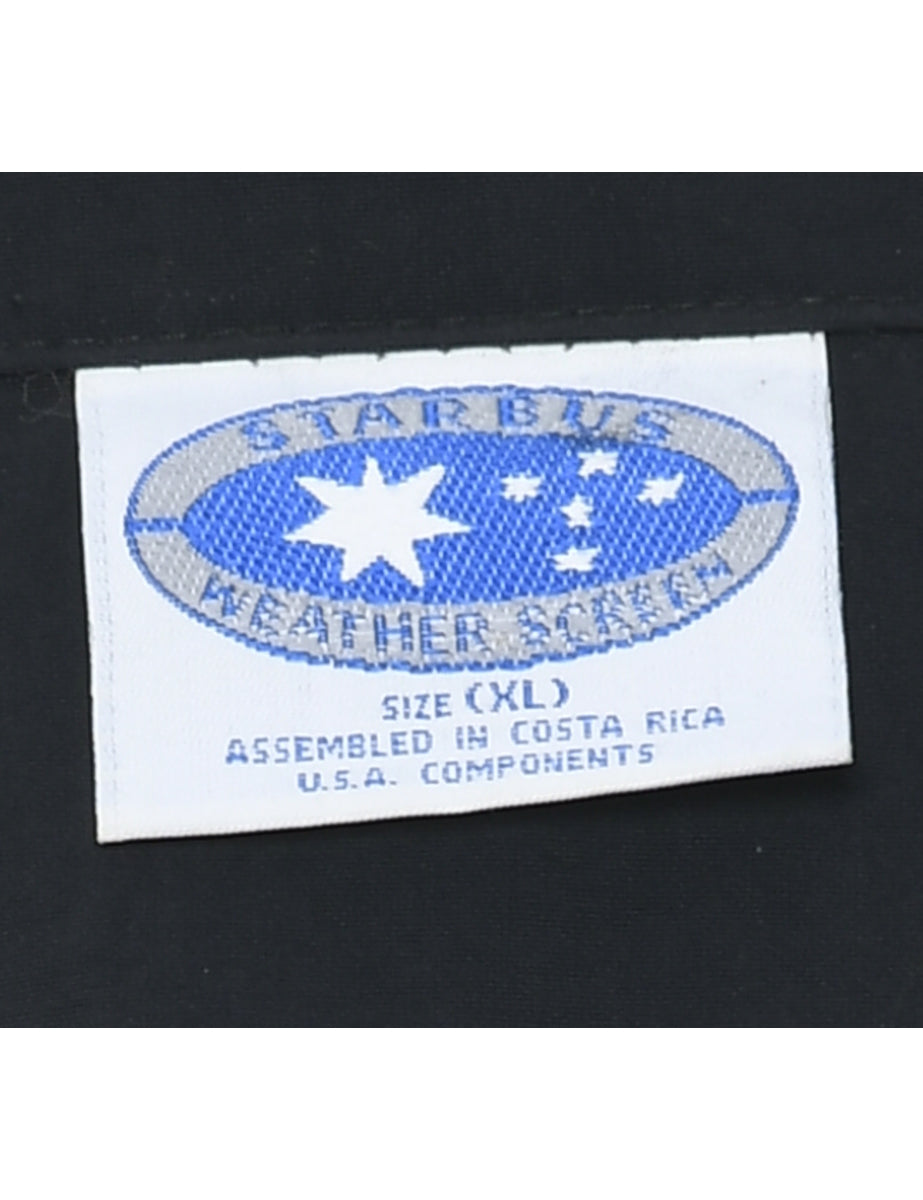 STARBUS
WEATHER SCREEN
SIZE (XL)
ASSEMBLED IN COSTA RICA
U.S.A. COMPONENTS